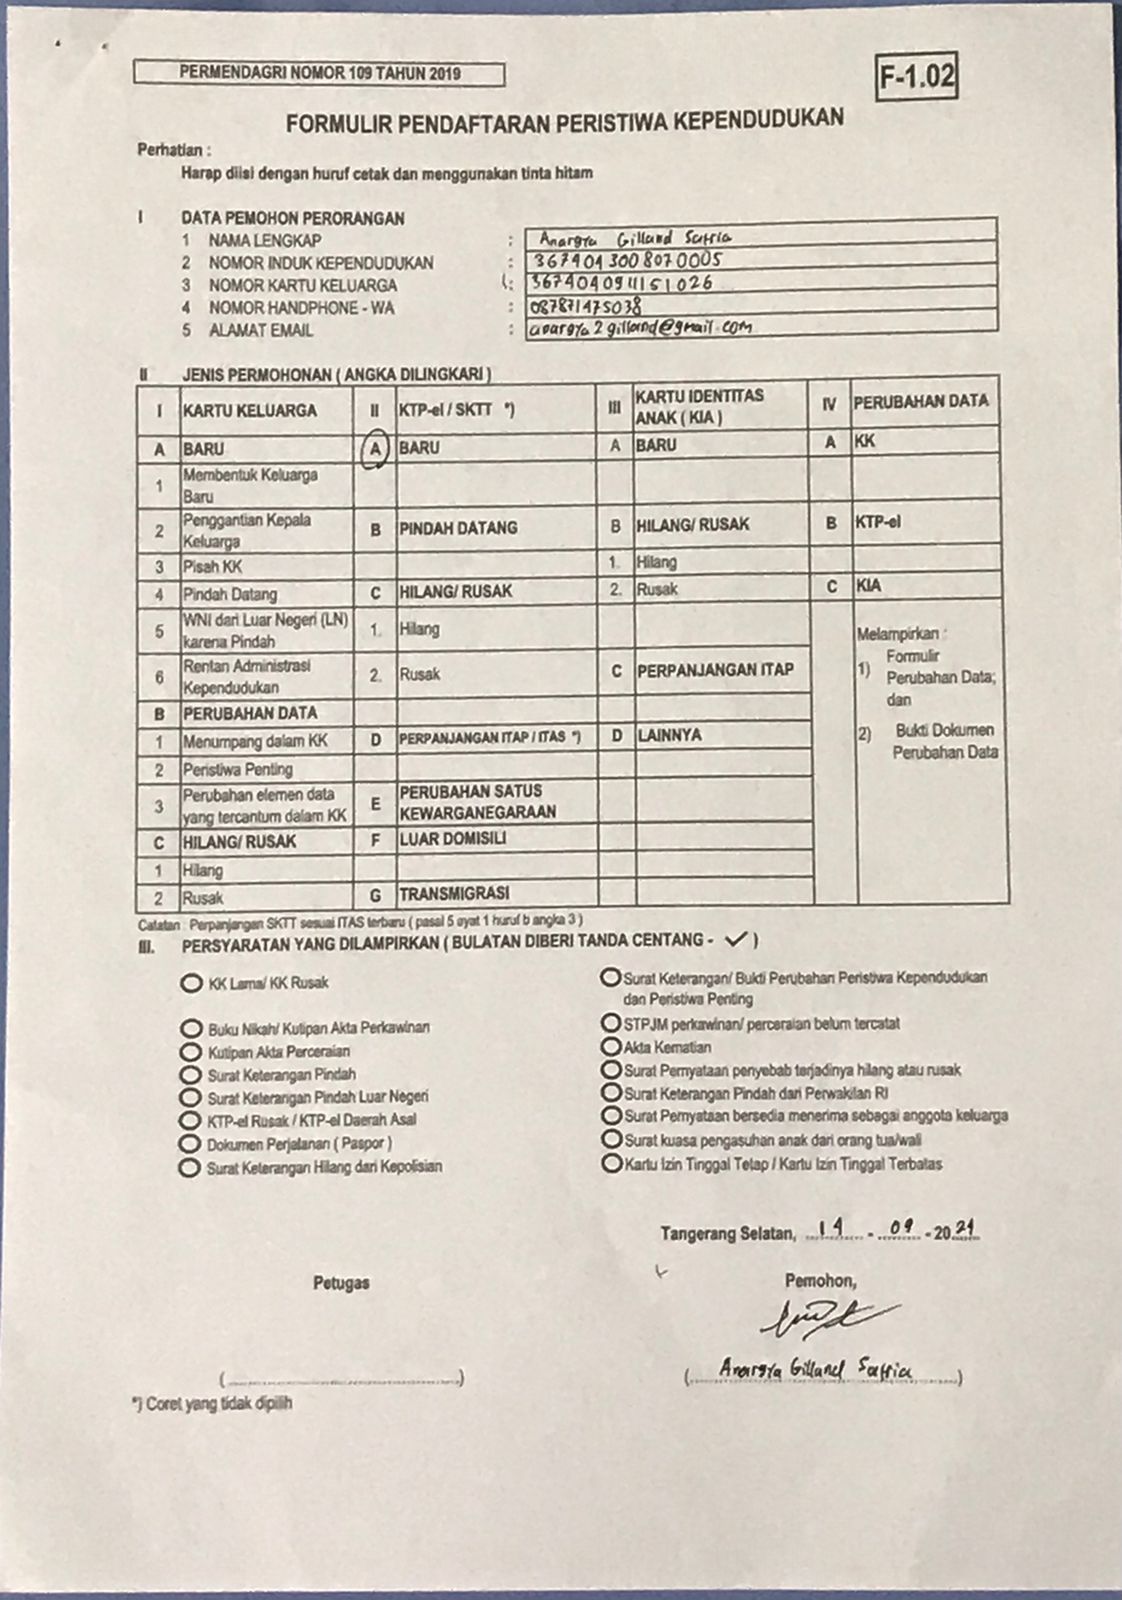 PERMENDAGRI NOMOR 109 TAHUN 2019
F-1.02
FORMULIR PENDAFTARAN PERISTIWA KEPENDUDUKAN
Perhatian :
Harap diisi dengan huruf cetak dan menggunakan tinta hitam
I DATA PEMOHON PERORANGAN
1 NAMA LENGKAP : Anargya Gilland Satria
2 NOMOR INDUK KEPENDUDUKAN : 3674043008070005
3 NOMOR KARTU KELUARGA : 3674040911151026
4 NOMOR HANDPHONE - WA : 087871475038
5 ALAMAT EMAIL : anargya2gilland@gmail.com
II JENIS PERMOHONAN ( ANGKA DILINGKARI )
I KARTU KELUARGA II KTP-el / SKTT *) III KARTU IDENTITAS ANAK ( KIA ) IV PERUBAHAN DATA
A BARU A BARU A BARU A KK
1 Membentuk Keluarga Baru
2 Penggantian Kepala Keluarga B PINDAH DATANG B HILANG/ RUSAK B KTP-el
3 Pisah KK 1. Hilang
4 Pindah Datang C HILANG/ RUSAK 2. Rusak C KIA
5 WNI dari Luar Negeri (LN) karena Pindah 1. Hilang Melampirkan :
1) Formulir Perubahan Data; dan
6 Rentan Administrasi Kependudukan 2. Rusak C PERPANJANGAN ITAP
B PERUBAHAN DATA
1 Menumpang dalam KK D PERPANJANGAN ITAP / ITAS *) D LAINNYA 2) Bukti Dokumen Perubahan Data
2 Peristiwa Penting
3 Perubahan elemen data yang tercantum dalam KK E PERUBAHAN SATUS KEWARGANEGARAAN
C HILANG/ RUSAK F LUAR DOMISILI
1 Hilang
2 Rusak G TRANSMIGRASI
Catatan : Perpanjangan SKTT sesuai ITAS terbaru ( pasal 5 ayat 1 huruf b angka 3 )
III. PERSYARATAN YANG DILAMPIRKAN ( BULATAN DIBERI TANDA CENTANG - ✓ )
KK Lama/ KK Rusak
Buku Nikah/ Kutipan Akta Perkawinan
Kutipan Akta Perceraian
Surat Keterangan Pindah
Surat Keterangan Pindah Luar Negeri
KTP-el Rusak / KTP-el Daerah Asal
Dokumen Perjalanan ( Paspor )
Surat Keterangan Hilang dari Kepolisian
Surat Keterangan/ Bukti Perubahan Peristiwa Kependudukan
dan Peristiwa Penting
STPJM perkawinan/ perceraian belum tercatat
Akta Kematian
Surat Pernyataan penyebab terjadinya hilang atau rusak
Surat Keterangan Pindah dari Perwakilan RI
Surat Pernyataan bersedia menerima sebagai anggota keluarga
Surat kuasa pengasuhan anak dari orang tua/wali
Kartu Izin Tinggal Tetap / Kartu Izin Tinggal Terbatas
Tangerang Selatan, 14 - 09 - 2024
Petugas
Pemohon,
(..............................)
( Anargya Gilland Satria )
*) Coret yang tidak dipilih